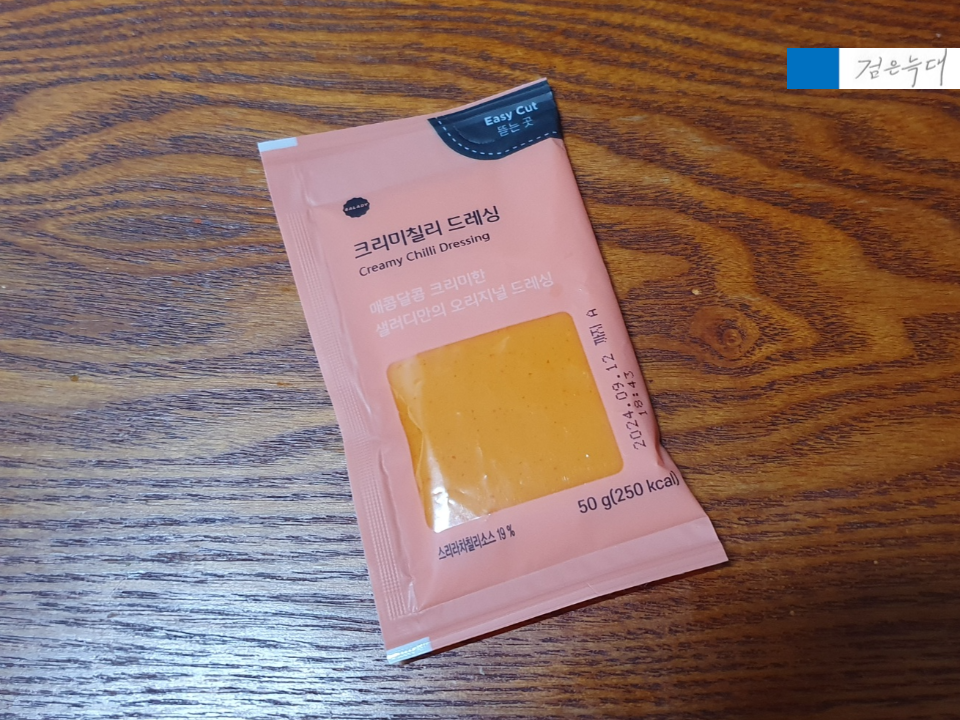 검은늑대
Easy Cut
뜯는 곳
SALADY
크리미칠리 드레싱
Creamy Chilli Dressing
매콤달콤 크리미한
샐러디만의 오리지널 드레싱
2024.09.12 까지 A
18:43
50 g(250 kcal)
스리라차칠리소스 19 %